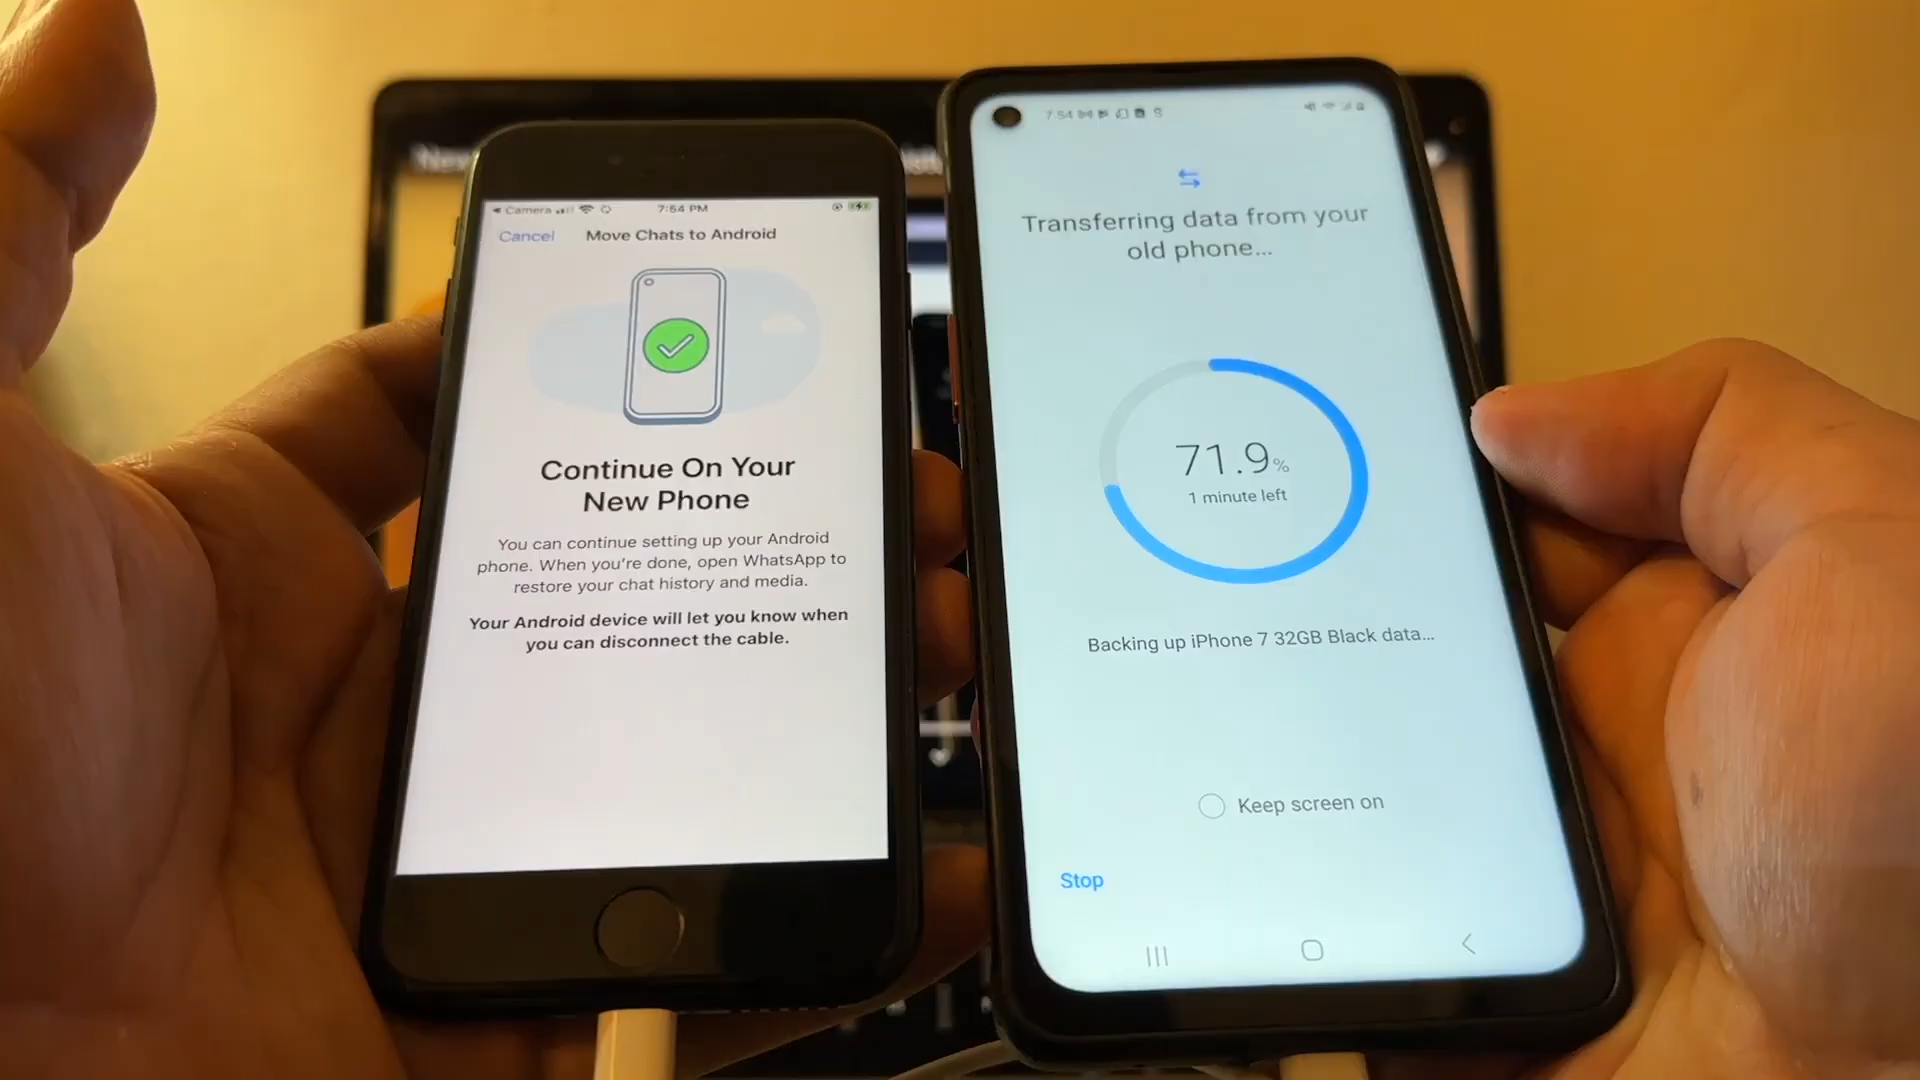 Camera
7:54 PM
Cancel
Move Chats to Android
Continue On Your
New Phone
You can continue setting up your Android
phone. When you're done, open WhatsApp to
restore your chat history and media.
Your Android device will let you know when
you can disconnect the cable.
7:54
Transferring data from your
old phone...
71.9%
1 minute left
Backing up iPhone 7 32GB Black data...
Keep screen on
Stop